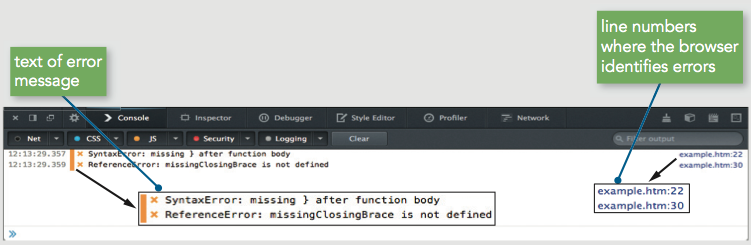 line numbers
where the browser
identifies errors
text of error
message
Console
Inspector
Debugger
Style Editor
Profiler
Network
Net
CSS
JS
Security
Logging
Clear
Filter output
12:13:29.357 × SyntaxError: missing } after function body example.htm:22
12:13:29.359 × ReferenceError: missingClosingBrace is not defined example.htm:30
× SyntaxError: missing } after function body
× ReferenceError: missingClosingBrace is not defined
example.htm:22
example.htm:30
»